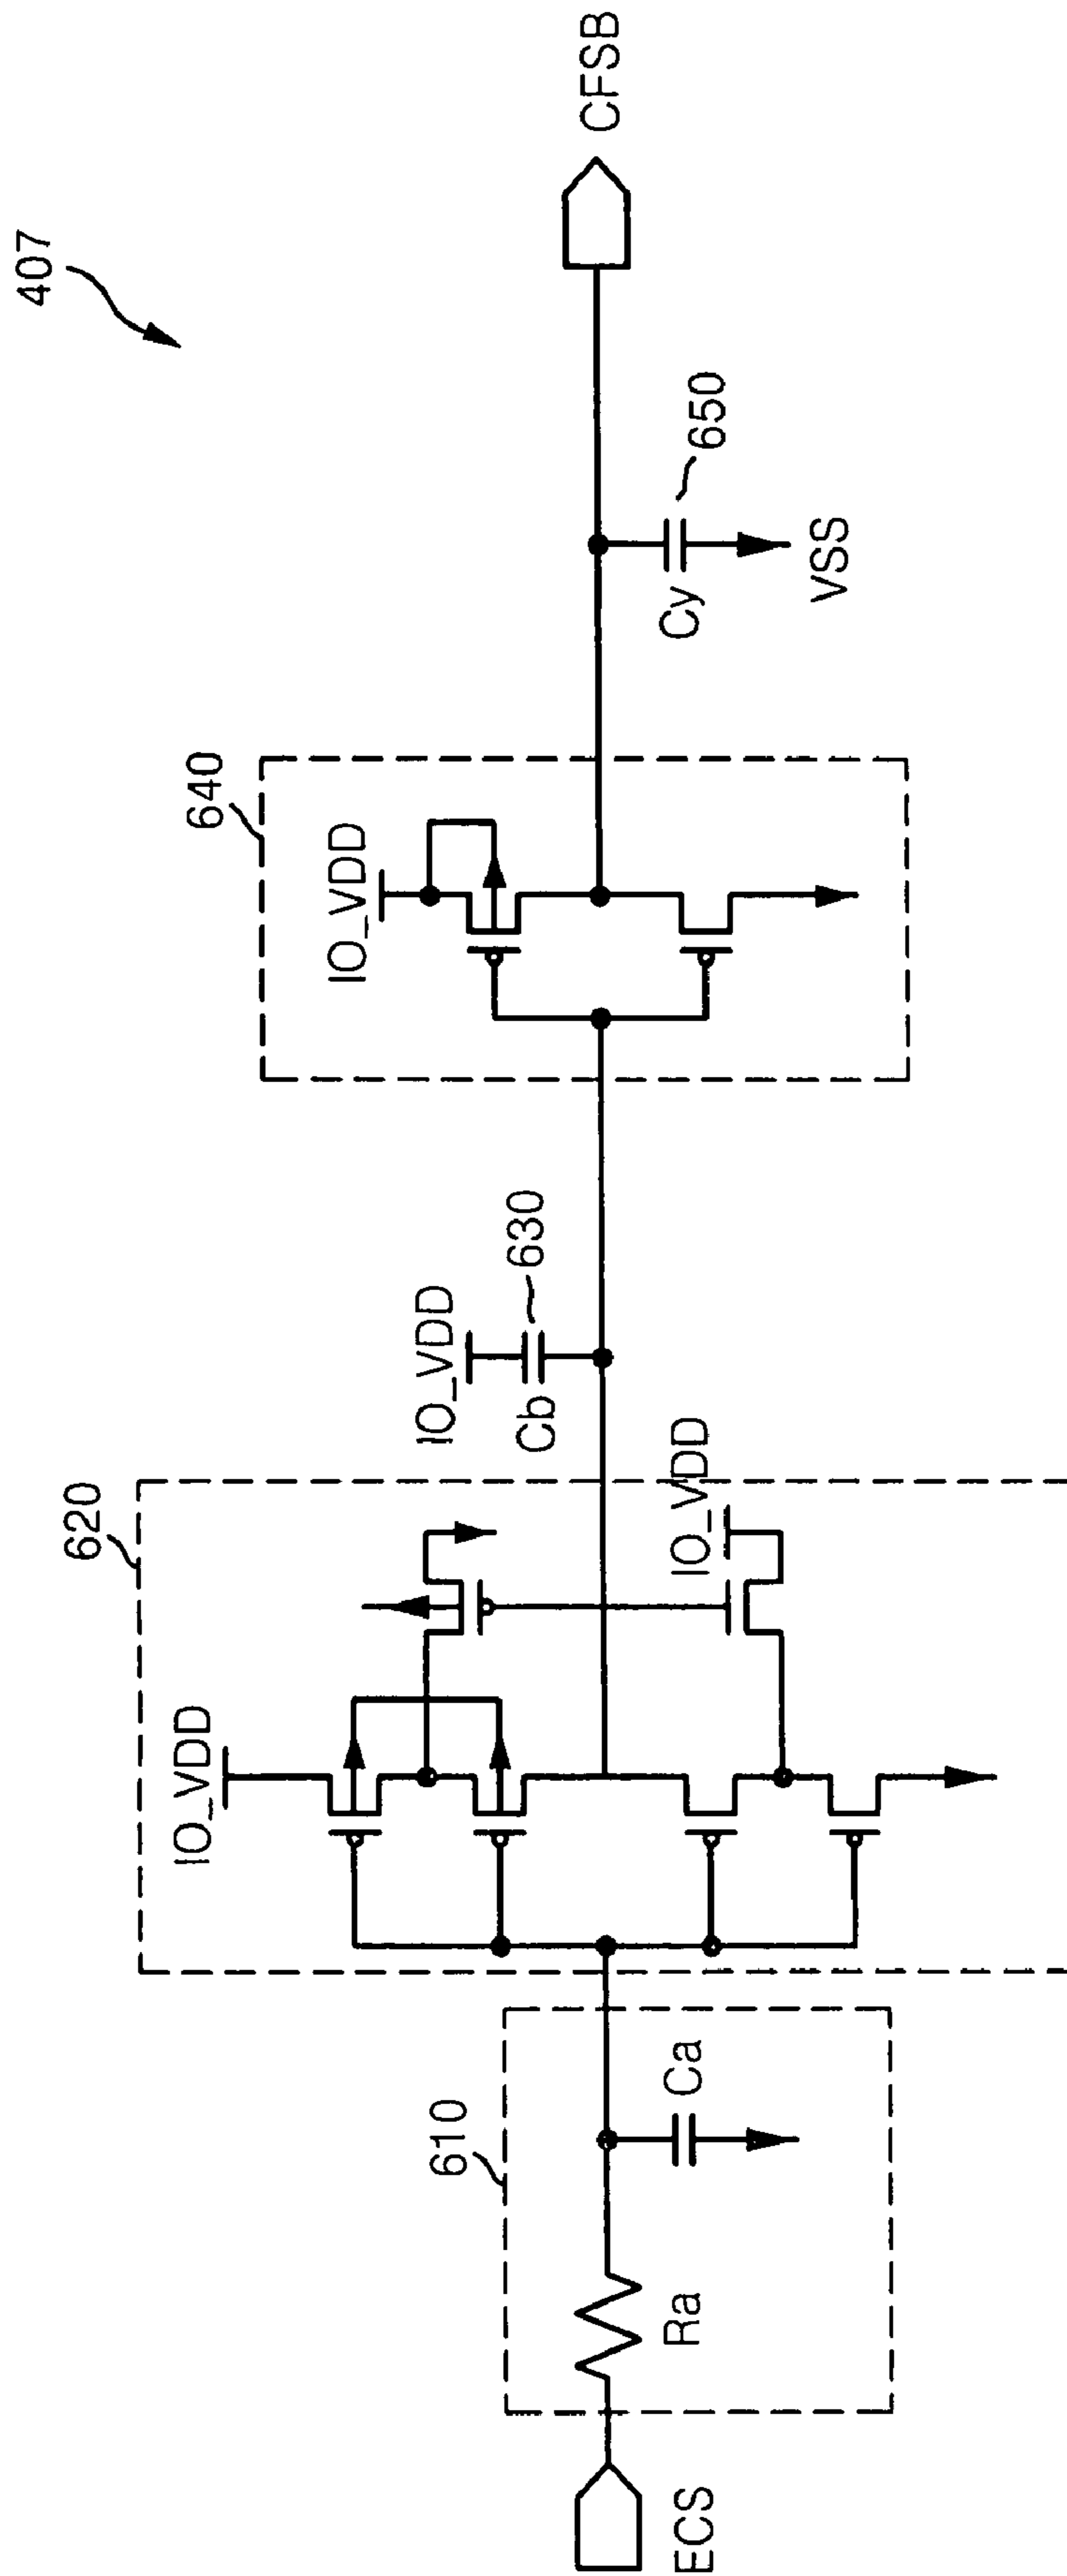 407
610
ECS
Ra
Ca
620
IO_VDD
IO_VDD
IO_VDD
Cb
630
640
IO_VDD
Cy
650
VSS
CFSB